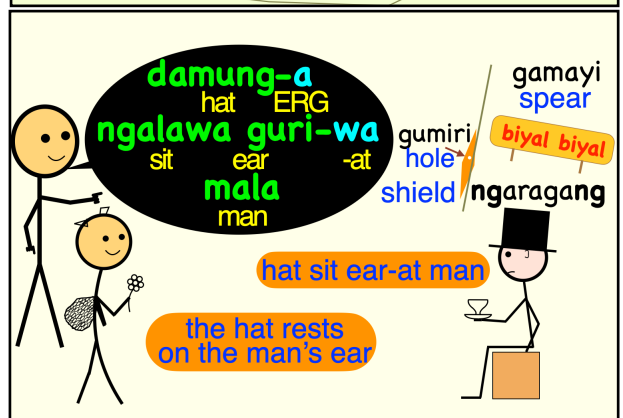 damung-a
hat ERG
ngalawa guri-wa
sit ear -at
mala
man
gamayi
spear
gumiri
hole
biyal biyal
shield
ngaragang
hat sit ear-at man
the hat rests
on the man's ear